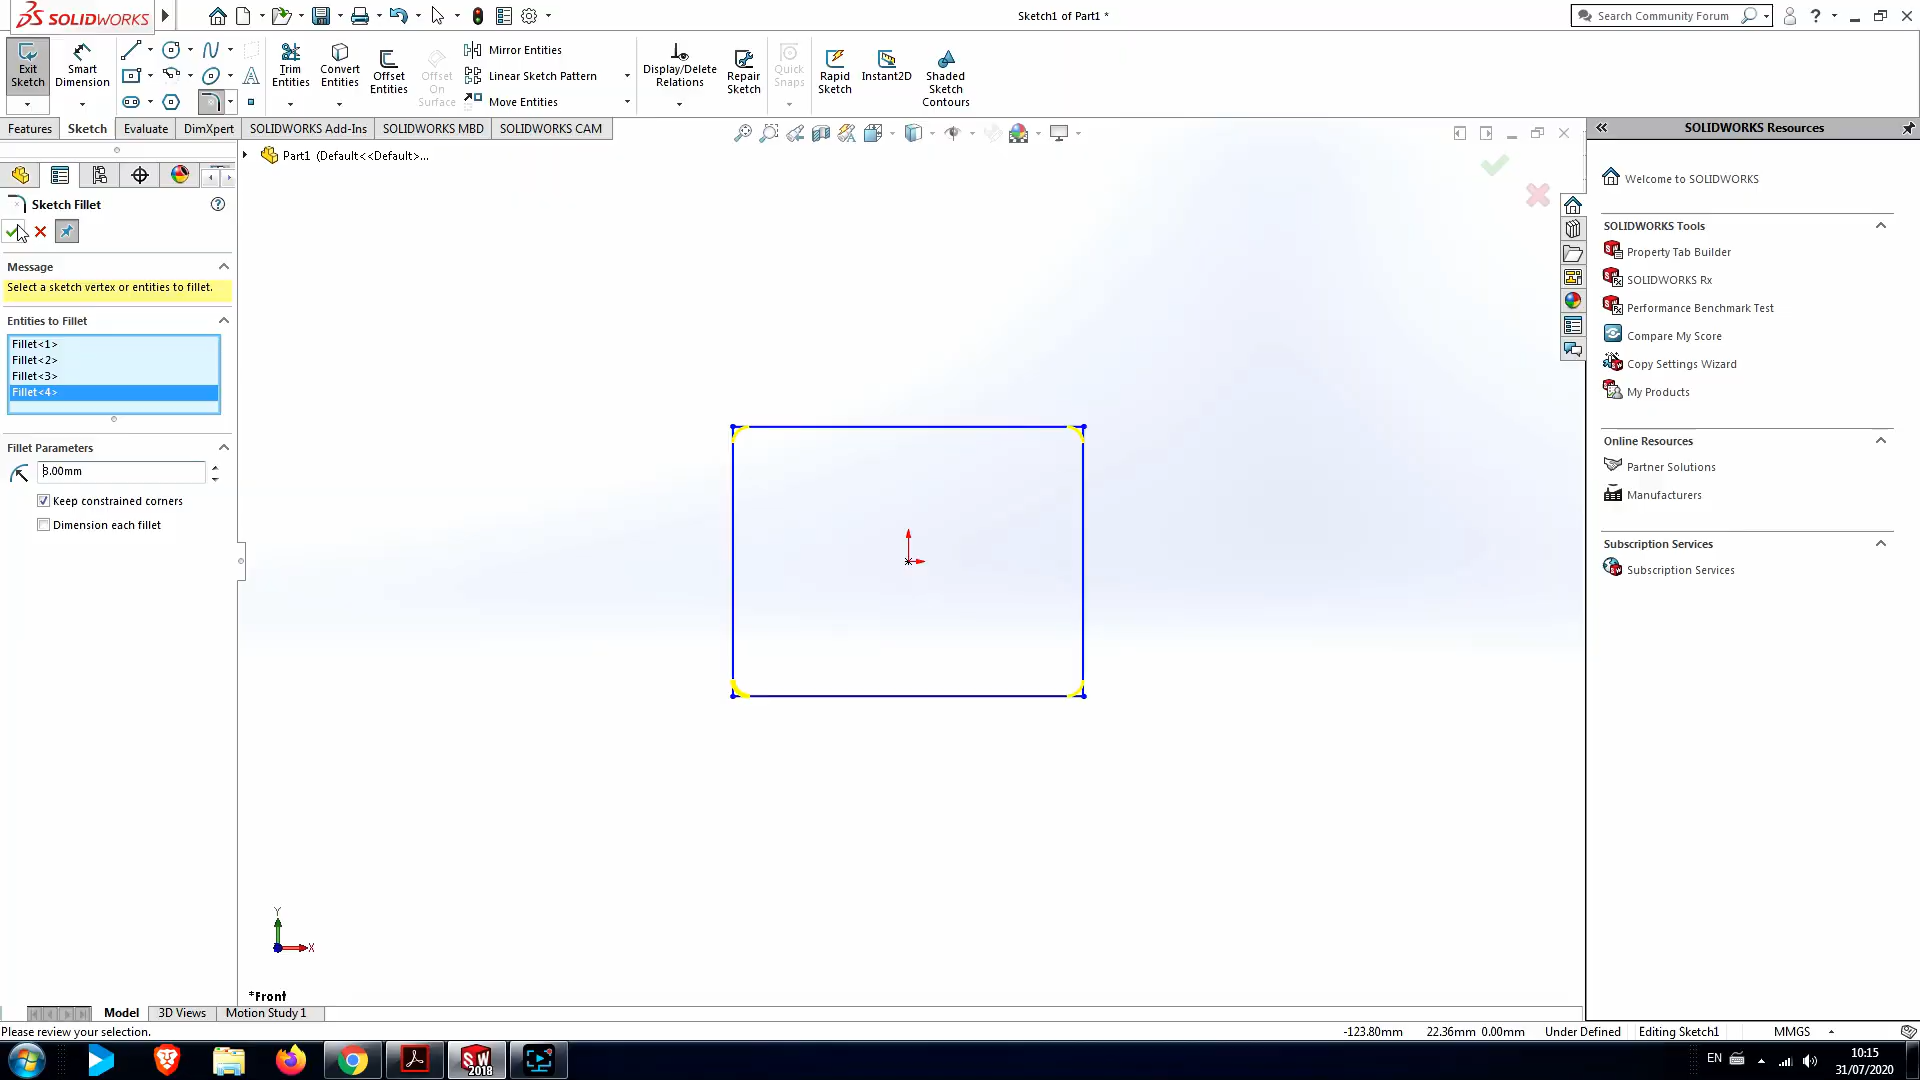 SOLIDWORKS
Sketch1 of Part1 *
Search Community Forum
Exit Sketch
Smart Dimension
Trim Entities
Convert Entities
Offset Entities
Offset On Surface
Mirror Entities
Linear Sketch Pattern
Move Entities
Display/Delete Relations
Repair Sketch
Quick Snaps
Rapid Sketch
Instant2D
Shaded Sketch Contours
Features
Sketch
Evaluate
DimXpert
SOLIDWORKS Add-Ins
SOLIDWORKS MBD
SOLIDWORKS CAM
Part1 (Default<<Default>...
Sketch Fillet
Message
Select a sketch vertex or entities to fillet.
Entities to Fillet
Fillet<1>
Fillet<2>
Fillet<3>
Fillet<4>
Fillet Parameters
Keep constrained corners
Dimension each fillet
Y
X
*Front
SOLIDWORKS Resources
Welcome to SOLIDWORKS
SOLIDWORKS Tools
Property Tab Builder
SOLIDWORKS Rx
Performance Benchmark Test
Compare My Score
Copy Settings Wizard
My Products
Online Resources
Partner Solutions
Manufacturers
Subscription Services
Subscription Services
Model
3D Views
Motion Study 1
Please review your selection.
-123.80mm
22.36mm 0.00mm
Under Defined
Editing Sketch1
MMGS
SW
2018
EN
10:15
31/07/2020